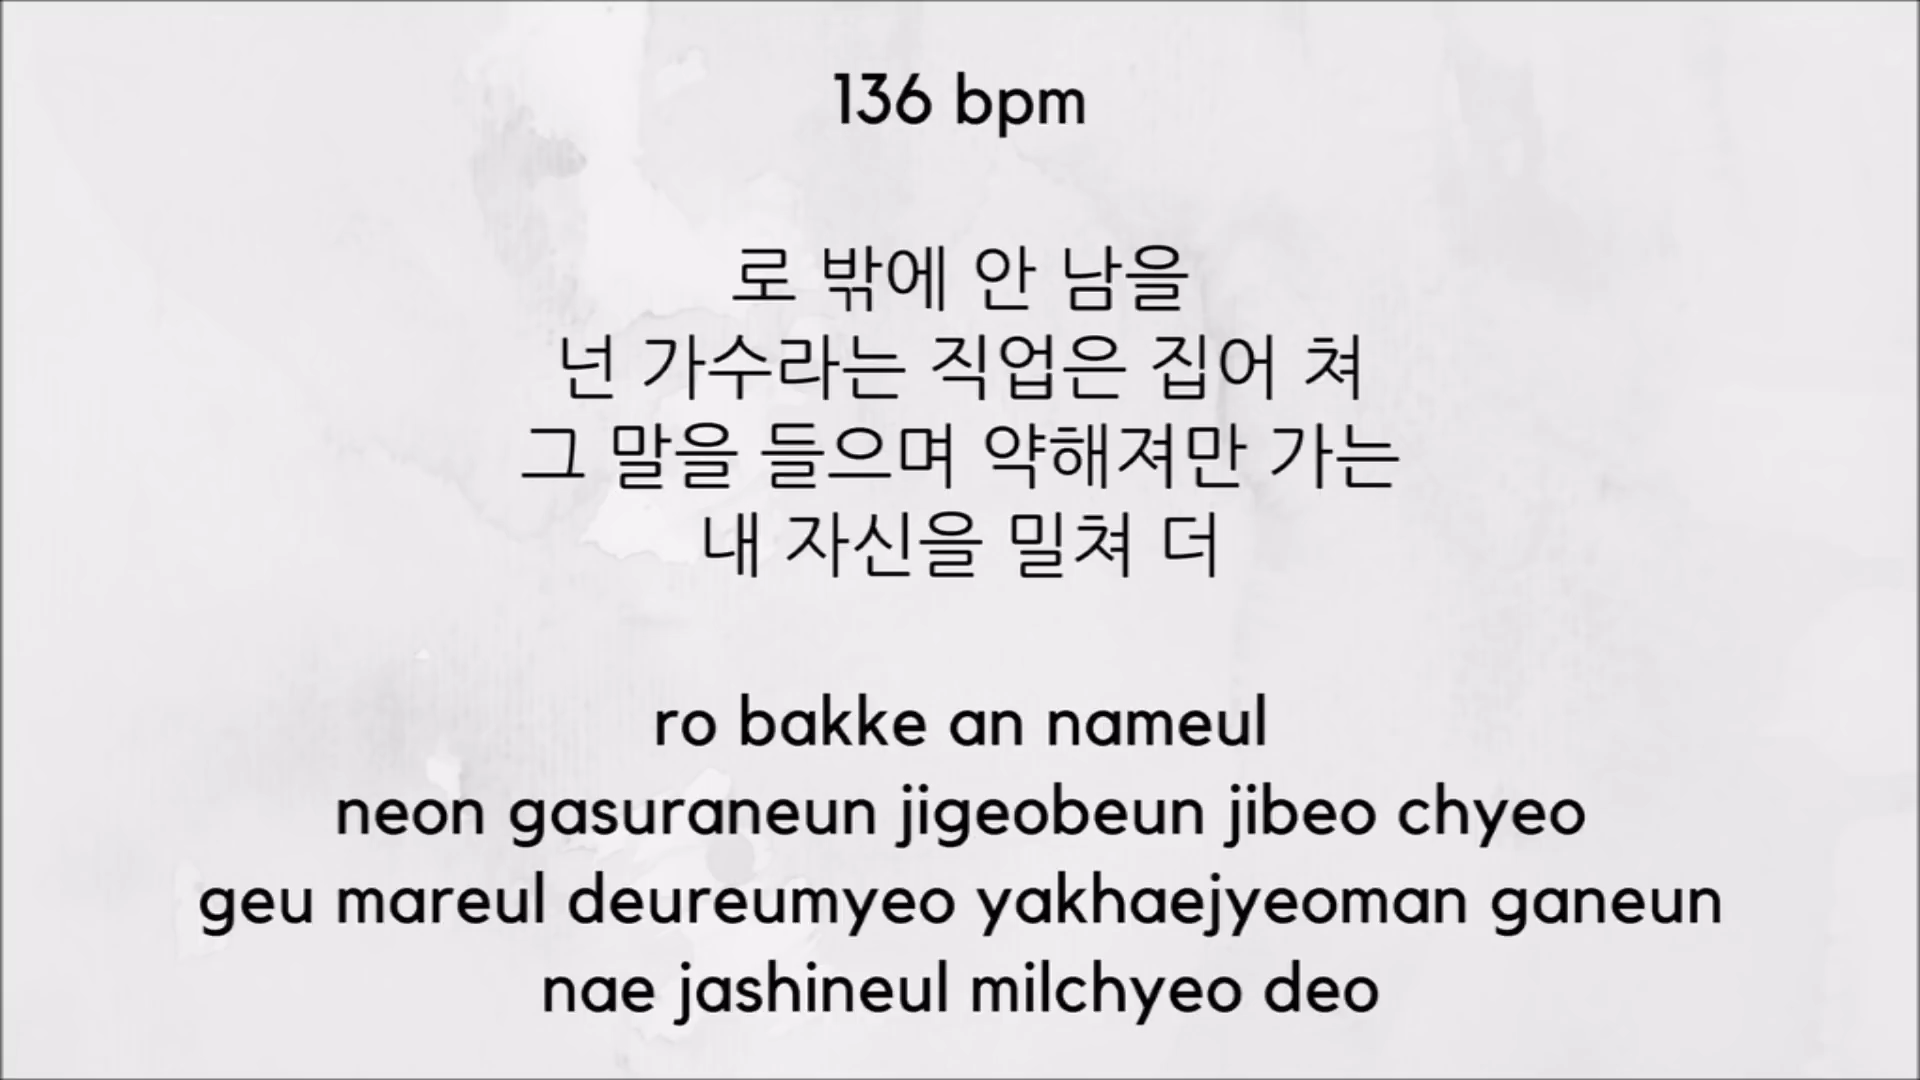 136 bpm
로 밖에 안 남을
넌 가수라는 직업은 집어 쳐
그 말을 들으며 약해져만 가는
내 자신을 밀쳐 더
ro bakke an nameul
neon gasuraneun jigeobeun jibeo chyeo
geu mareul deureumyeo yakhaejyeoman ganeun
nae jashineul milchyeo deo